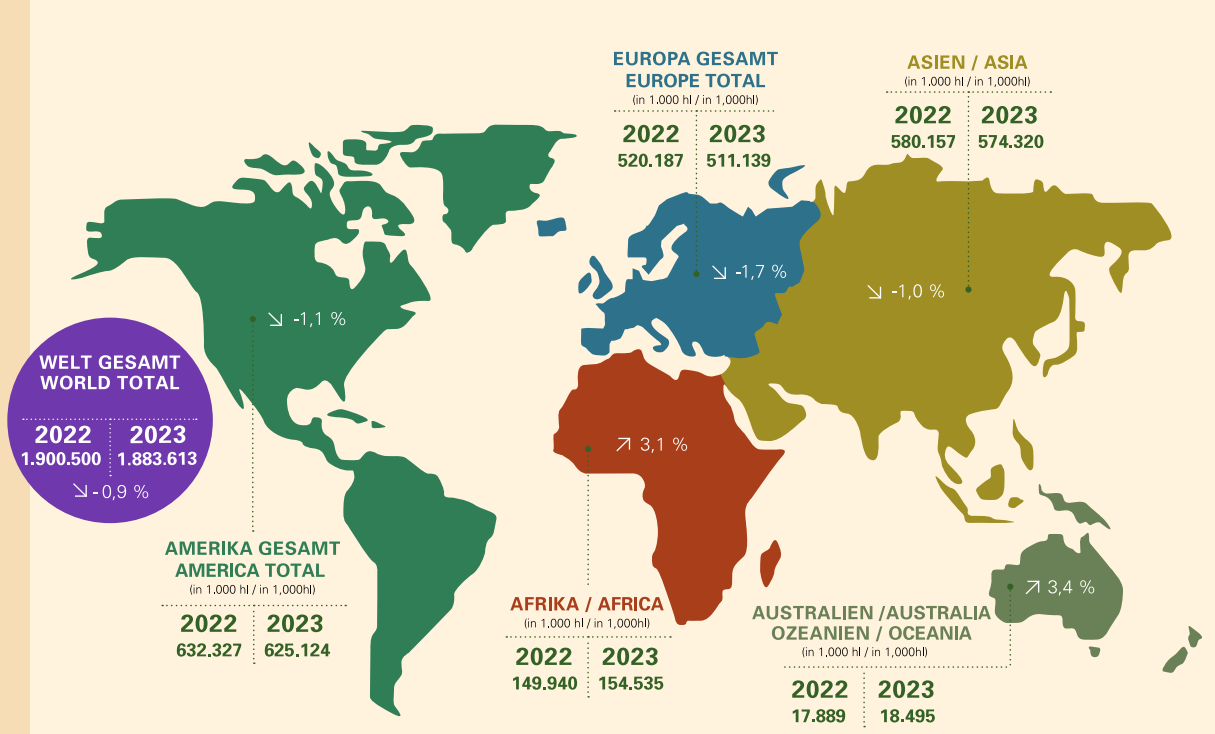 EUROPA GESAMT
EUROPE TOTAL
(in 1.000 hl / in 1,000hl)
2022 2023
520.187 511.139
ASIEN / ASIA
(in 1.000 hl / in 1,000hl)
2022 2023
580.157 574.320
-1,7 %
-1,0 %
-1,1 %
WELT GESAMT
WORLD TOTAL
2022 2023
1.900.500 1.883.613
-0,9 %
3,1 %
AMERIKA GESAMT
AMERICA TOTAL
(in 1.000 hl / in 1,000hl)
2022 2023
632.327 625.124
AFRIKA / AFRICA
(in 1.000 hl / in 1,000hl)
2022 2023
149.940 154.535
3,4 %
AUSTRALIEN /AUSTRALIA
OZEANIEN / OCEANIA
(in 1,000 hl / in 1,000hl)
2022 2023
17.889 18.495